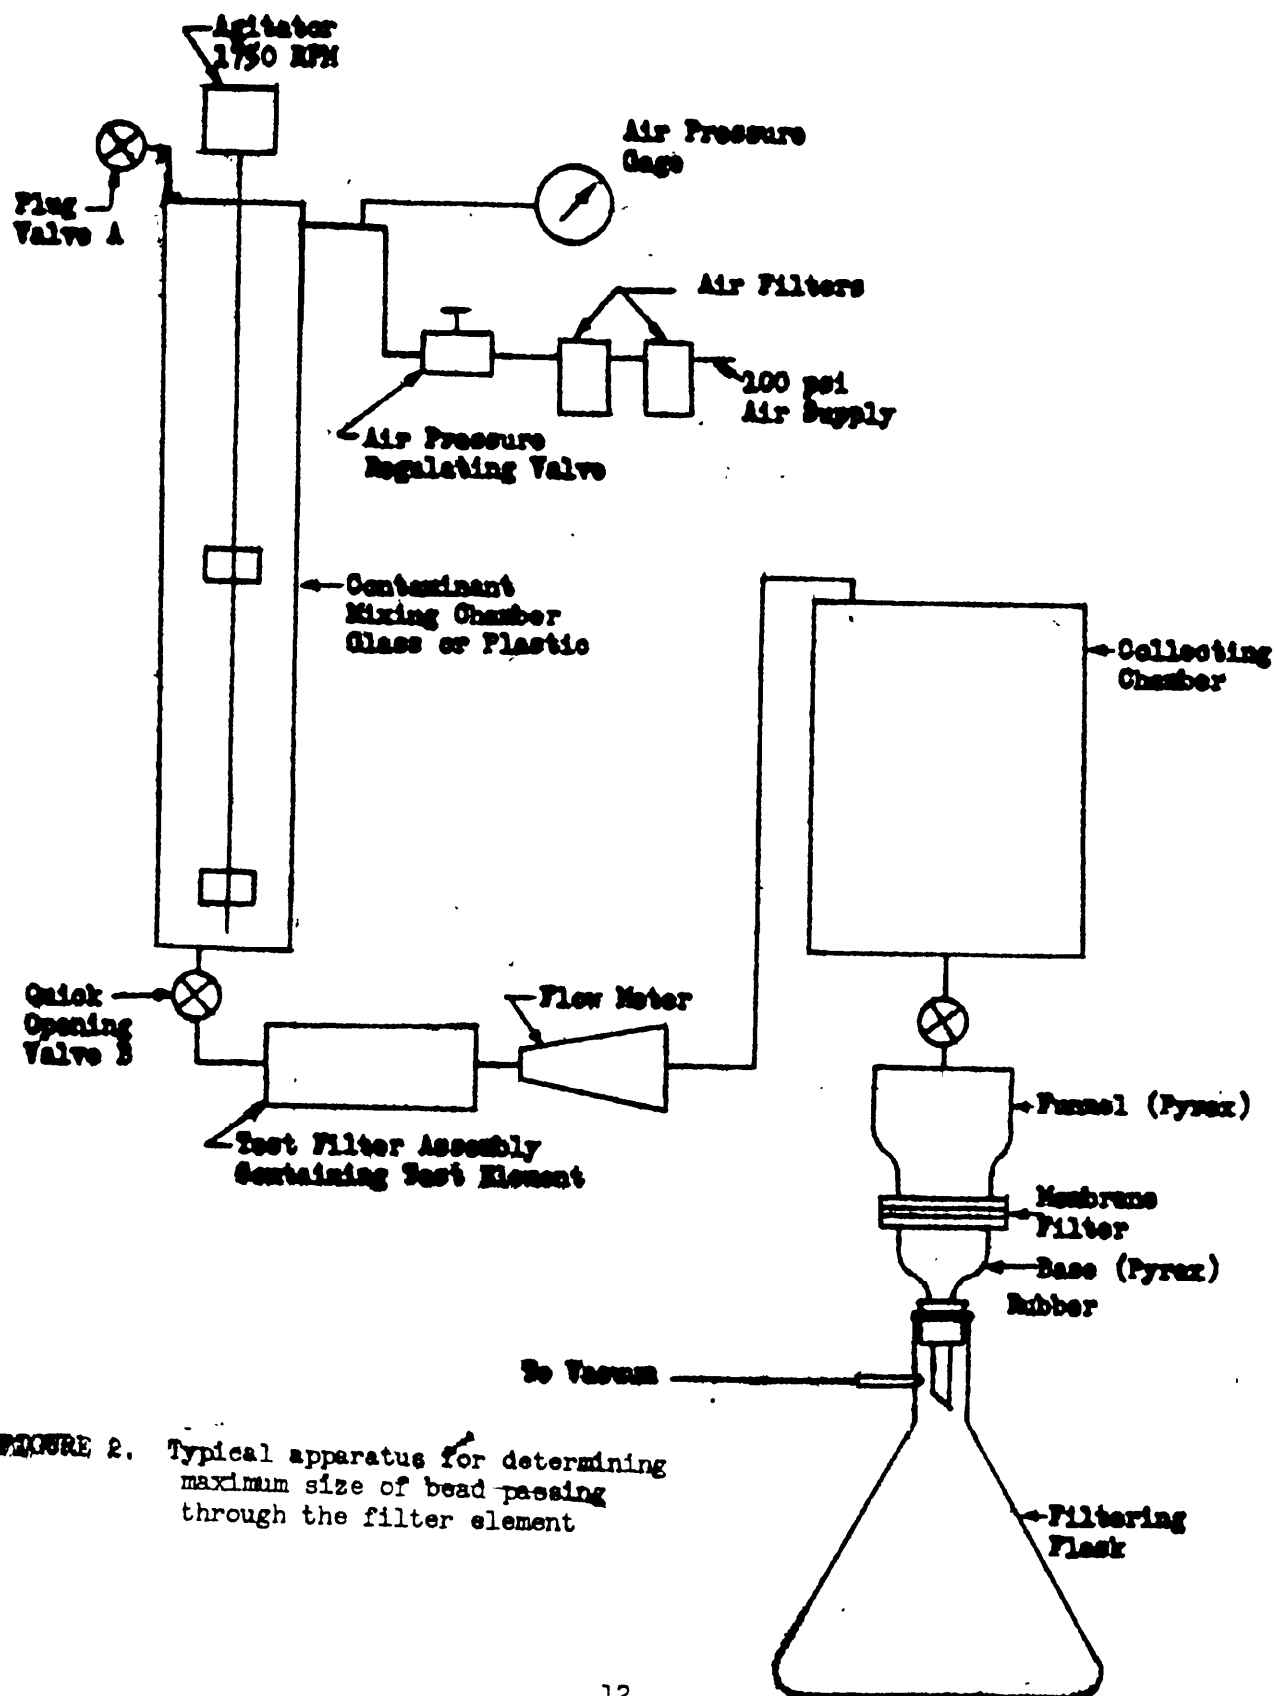 Agitator
1750 RPM
Air Pressure
Gage
Plug
Valve A
Air Filters
100 psi
Air Supply
Air Pressure
Regulating Valve
Contaminant
Mixing Chamber
Glass or Plastic
Collecting
Chamber
Quick
Opening
Valve B
Flow Meter
Funnel (Pyrex)
Test Filter Assembly
Containing Test Element
Membrane
Filter
Base (Pyrex)
Rubber
To Vacuum
FIGURE 2. Typical apparatus for determining
maximum size of bead passing
through the filter element
Filtering
Flask
12